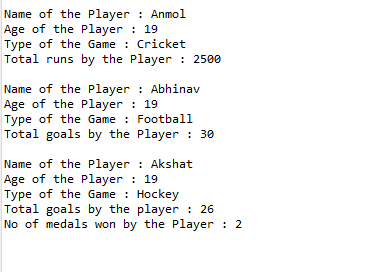 Name of the Player : Anmol
Age of the Player : 19
Type of the Game : Cricket
Total runs by the Player : 2500

Name of the Player : Abhinav
Age of the Player : 19
Type of the Game : Football
Total goals by the Player : 30

Name of the Player : Akshat
Age of the Player : 19
Type of the Game : Hockey
Total goals by the player : 26
No of medals won by the Player : 2